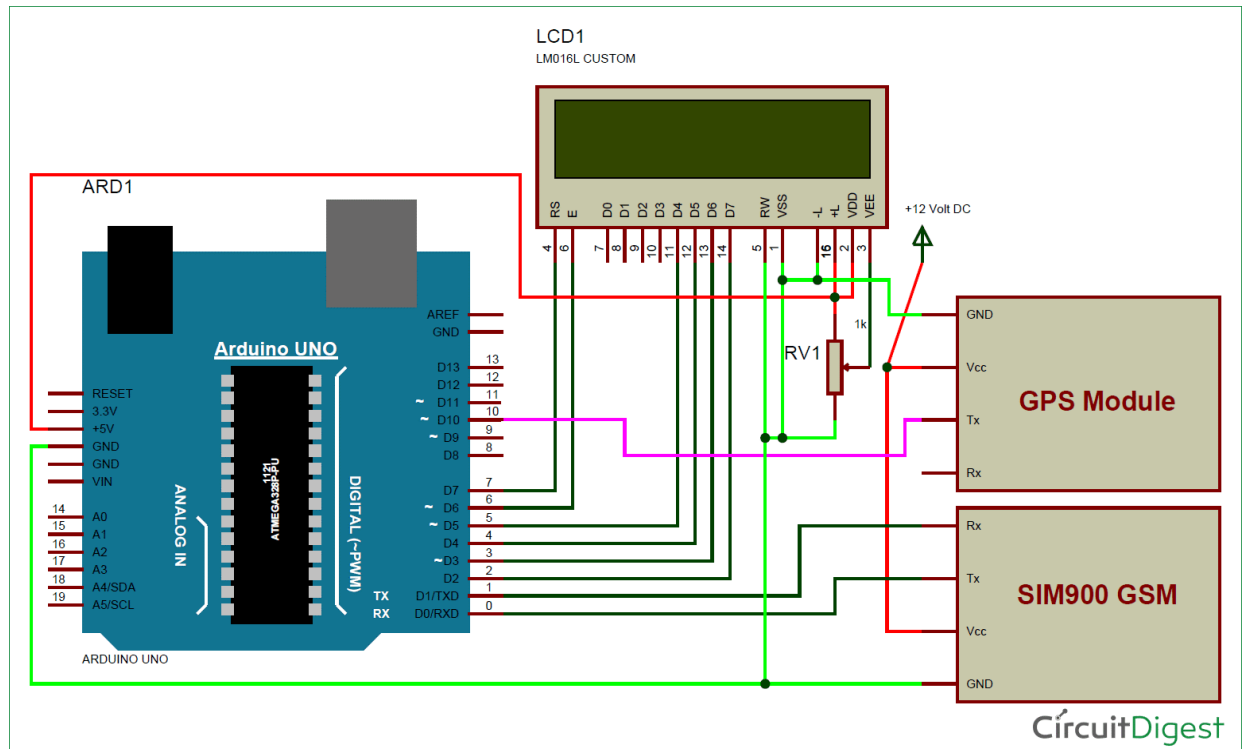 LCD1
LM016L CUSTOM
RS
E
D0
D1
D2
D3
D4
D5
D6
D7
RW
VSS
-L
+L
VDD
VEE
4
6
7
8
9
10
11
12
13
14
5
1
16
2
3
+12 Volt DC
ARD1
Arduino UNO
RESET
3.3V
+5V
GND
GND
VIN
14 A0
15 A1
16 A2
17 A3
18 A4/SDA
19 A5/SCL
ANALOG IN
1121
ATMEGA328P-PU
DIGITAL (~PWM)
AREF
GND
D13 13
D12 12
~ D11 11
~ D10 10
~ D9 9
D8 8
D7 7
~ D6 6
~ D5 5
D4 4
~ D3 3
D2 2
TX D1/TXD 1
RX D0/RXD 0
ARDUINO UNO
RV1
1k
GND
Vcc
Tx
Rx
GPS Module
Rx
Tx
Vcc
GND
SIM900 GSM
CircuitDigest